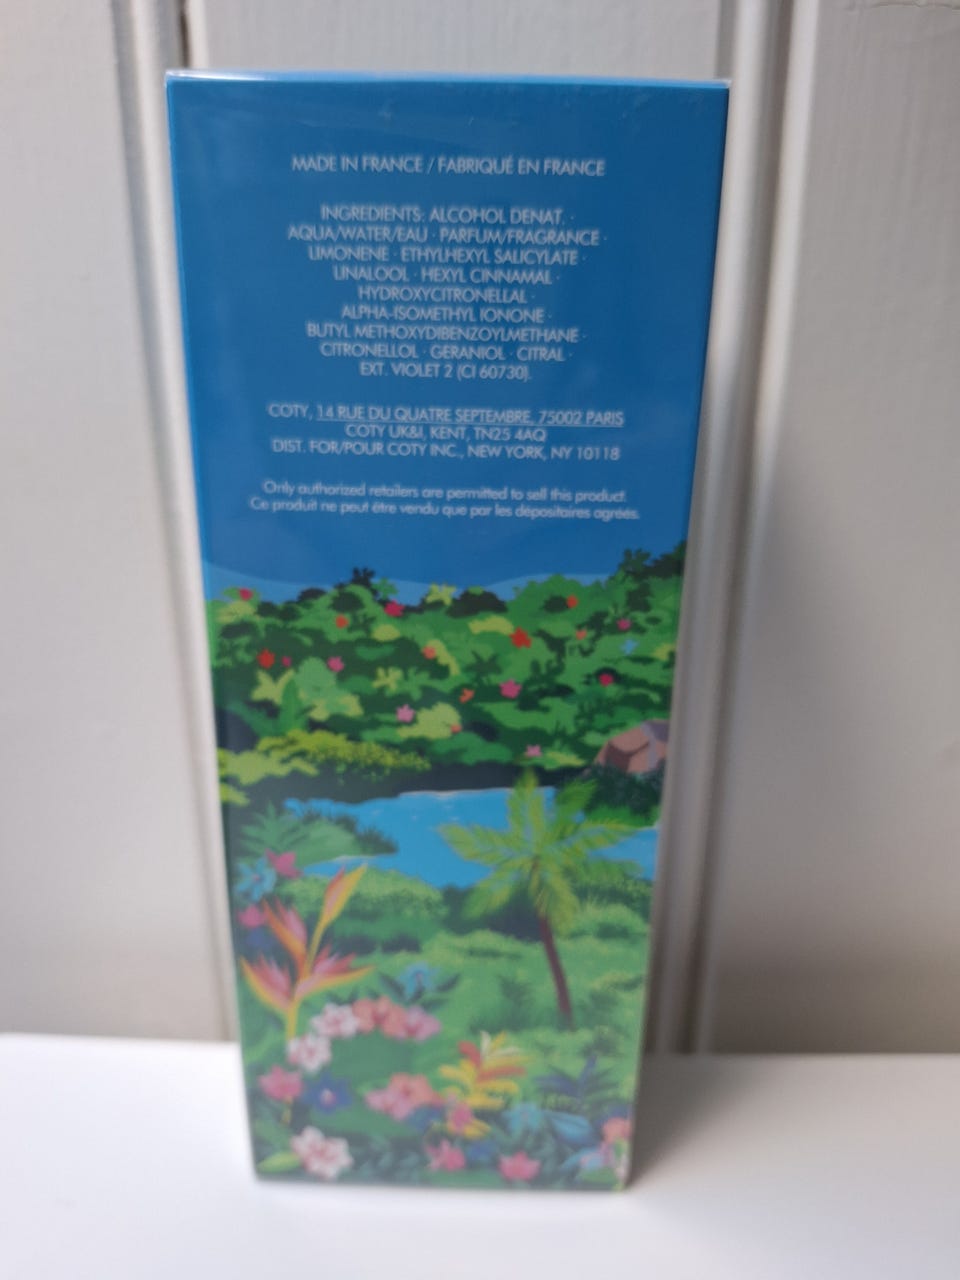 MADE IN FRANCE / FABRIQUÉ EN FRANCE
INGREDIENTS: ALCOHOL DENAT. ·
AQUA/WATER/EAU · PARFUM/FRAGRANCE ·
LIMONENE · ETHYLHEXYL SALICYLATE ·
LINALOOL · HEXYL CINNAMAL ·
HYDROXYCITRONELLAL ·
ALPHA-ISOMETHYL IONONE ·
BUTYL METHOXYDIBENZOYLMETHANE ·
CITRONELLOL · GERANIOL · CITRAL ·
EXT. VIOLET 2 (CI 60730).
COTY, 14 RUE DU QUATRE SEPTEMBRE, 75002 PARIS
COTY UK&I, KENT, TN25 4AQ
DIST. FOR/POUR COTY INC., NEW YORK, NY 10118
Only authorized retailers are permitted to sell this product.
Ce produit ne peut être vendu que par les dépositaires agréés.